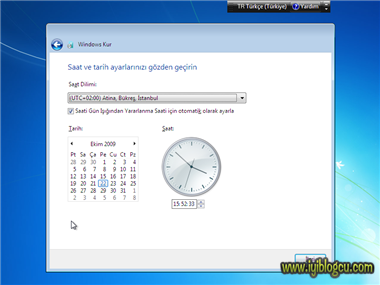 TR Türkçe (Türkiye)
Yardım
Windows Kur
Saat ve tarih ayarlarınızı gözden geçirin
Saat Dilimi:
(UTC+02:00) Atina, Bükreş, İstanbul
Saati Gün Işığından Yararlanma Saati için otomatik olarak ayarla
Tarih:
Saat:
Ekim 2009
Pt Sa Ça Pe Cu Ct Pz
28 29 30 1 2 3 4
5 6 7 8 9 10 11
12 13 14 15 16 17 18
19 20 21 22 23 24 25
26 27 28 29 30 31 1
2 3 4 5 6 7 8
15:52:33
www.iyiblogcu.com